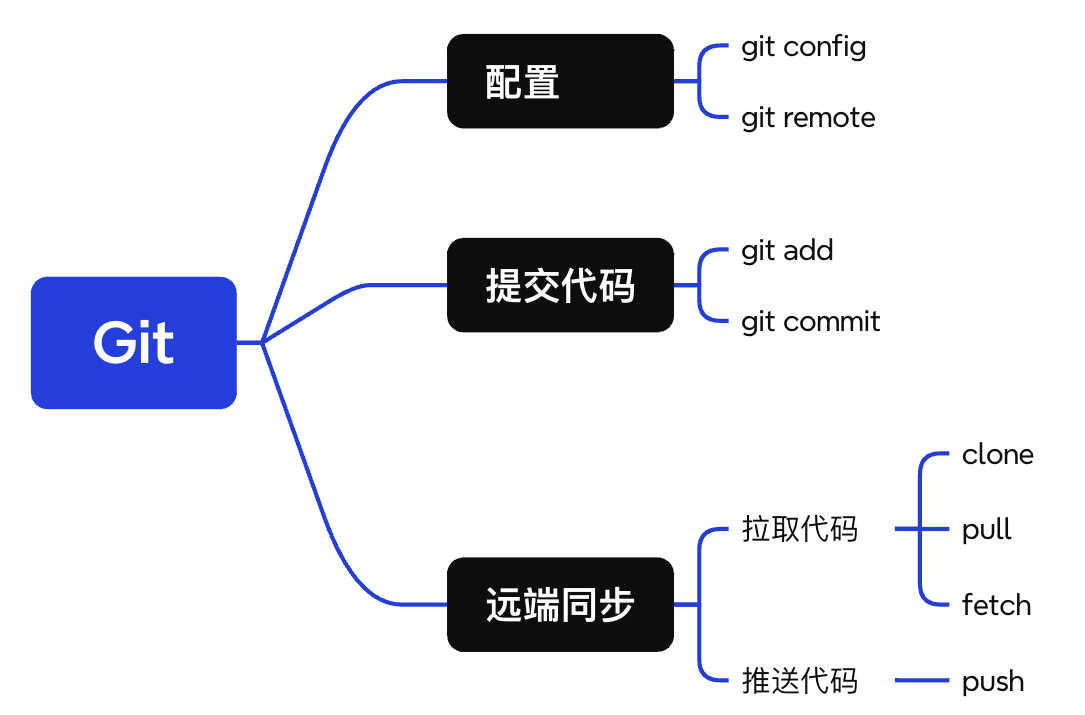 Git
配置
git config
git remote
提交代码
git add
git commit
远端同步
拉取代码
clone
pull
fetch
推送代码
push